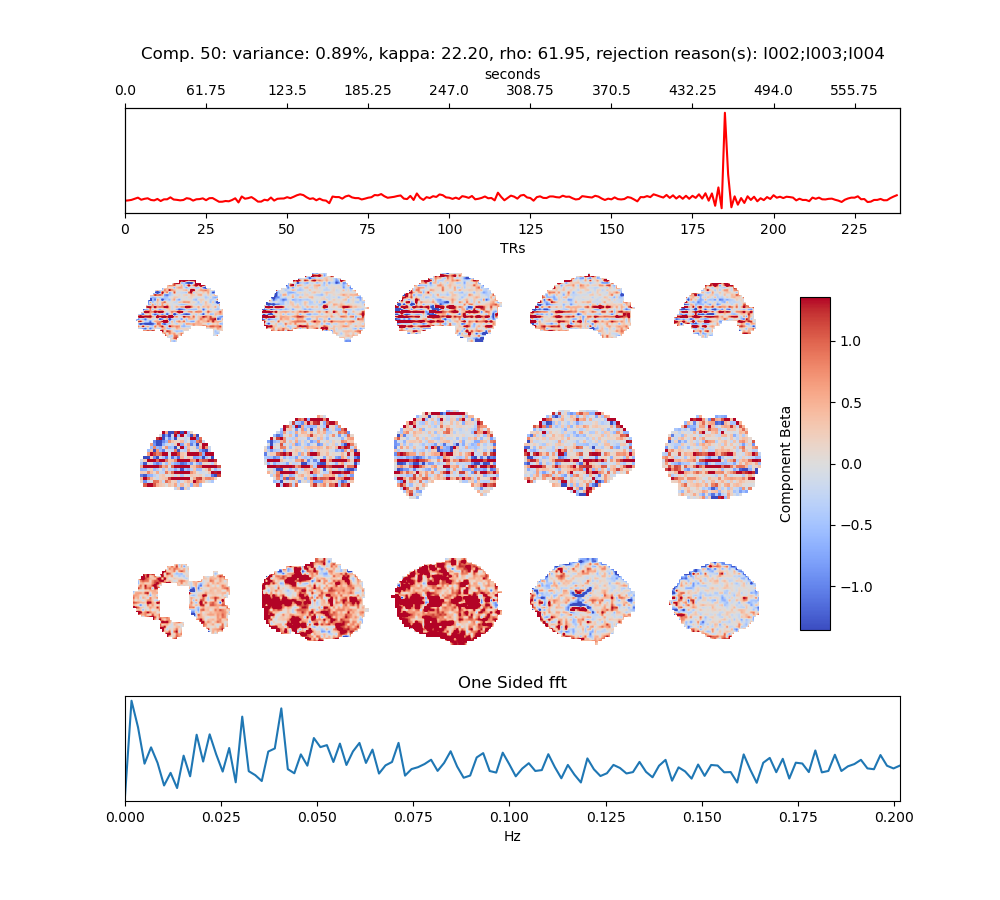 Comp. 50: variance: 0.89%, kappa: 22.20, rho: 61.95, rejection reason(s): I002;I003;I004
seconds
0.0 61.75 123.5 185.25 247.0 308.75 370.5 432.25 494.0 555.75
0 25 50 75 100 125 150 175 200 225
TRs
1.0
0.5
0.0
−0.5
−1.0
Component Beta
One Sided fft
0.000 0.025 0.050 0.075 0.100 0.125 0.150 0.175 0.200
Hz